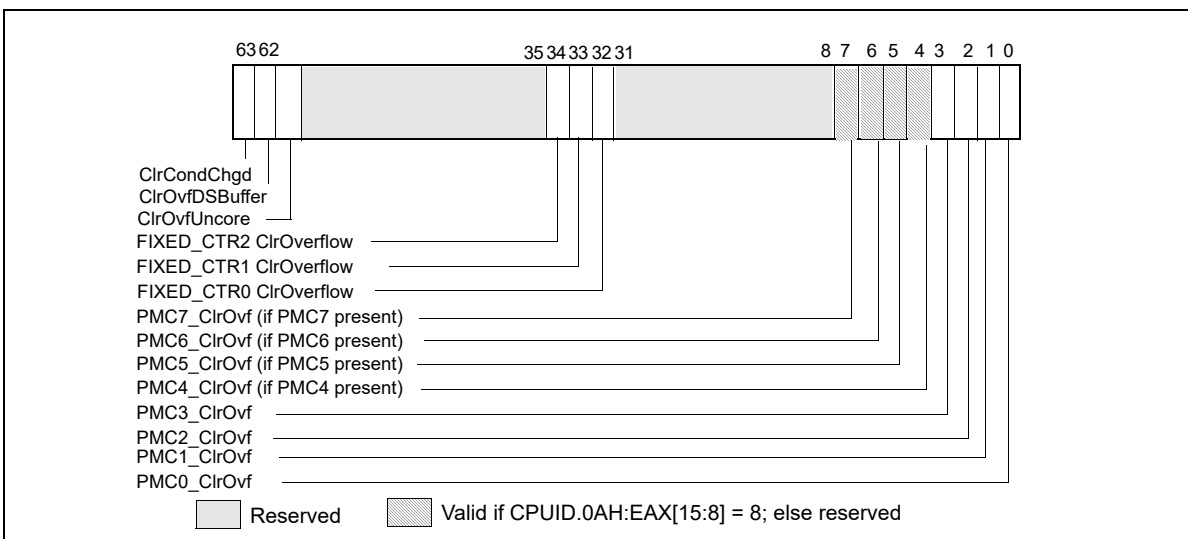 63 62 35 34 33 32 31 8 7 6 5 4 3 2 1 0
ClrCondChgd
ClrOvfDSBuffer
ClrOvfUncore
FIXED_CTR2 ClrOverflow
FIXED_CTR1 ClrOverflow
FIXED_CTR0 ClrOverflow
PMC7_ClrOvf (if PMC7 present)
PMC6_ClrOvf (if PMC6 present)
PMC5_ClrOvf (if PMC5 present)
PMC4_ClrOvf (if PMC4 present)
PMC3_ClrOvf
PMC2_ClrOvf
PMC1_ClrOvf
PMC0_ClrOvf
Reserved Valid if CPUID.0AH:EAX[15:8] = 8; else reserved